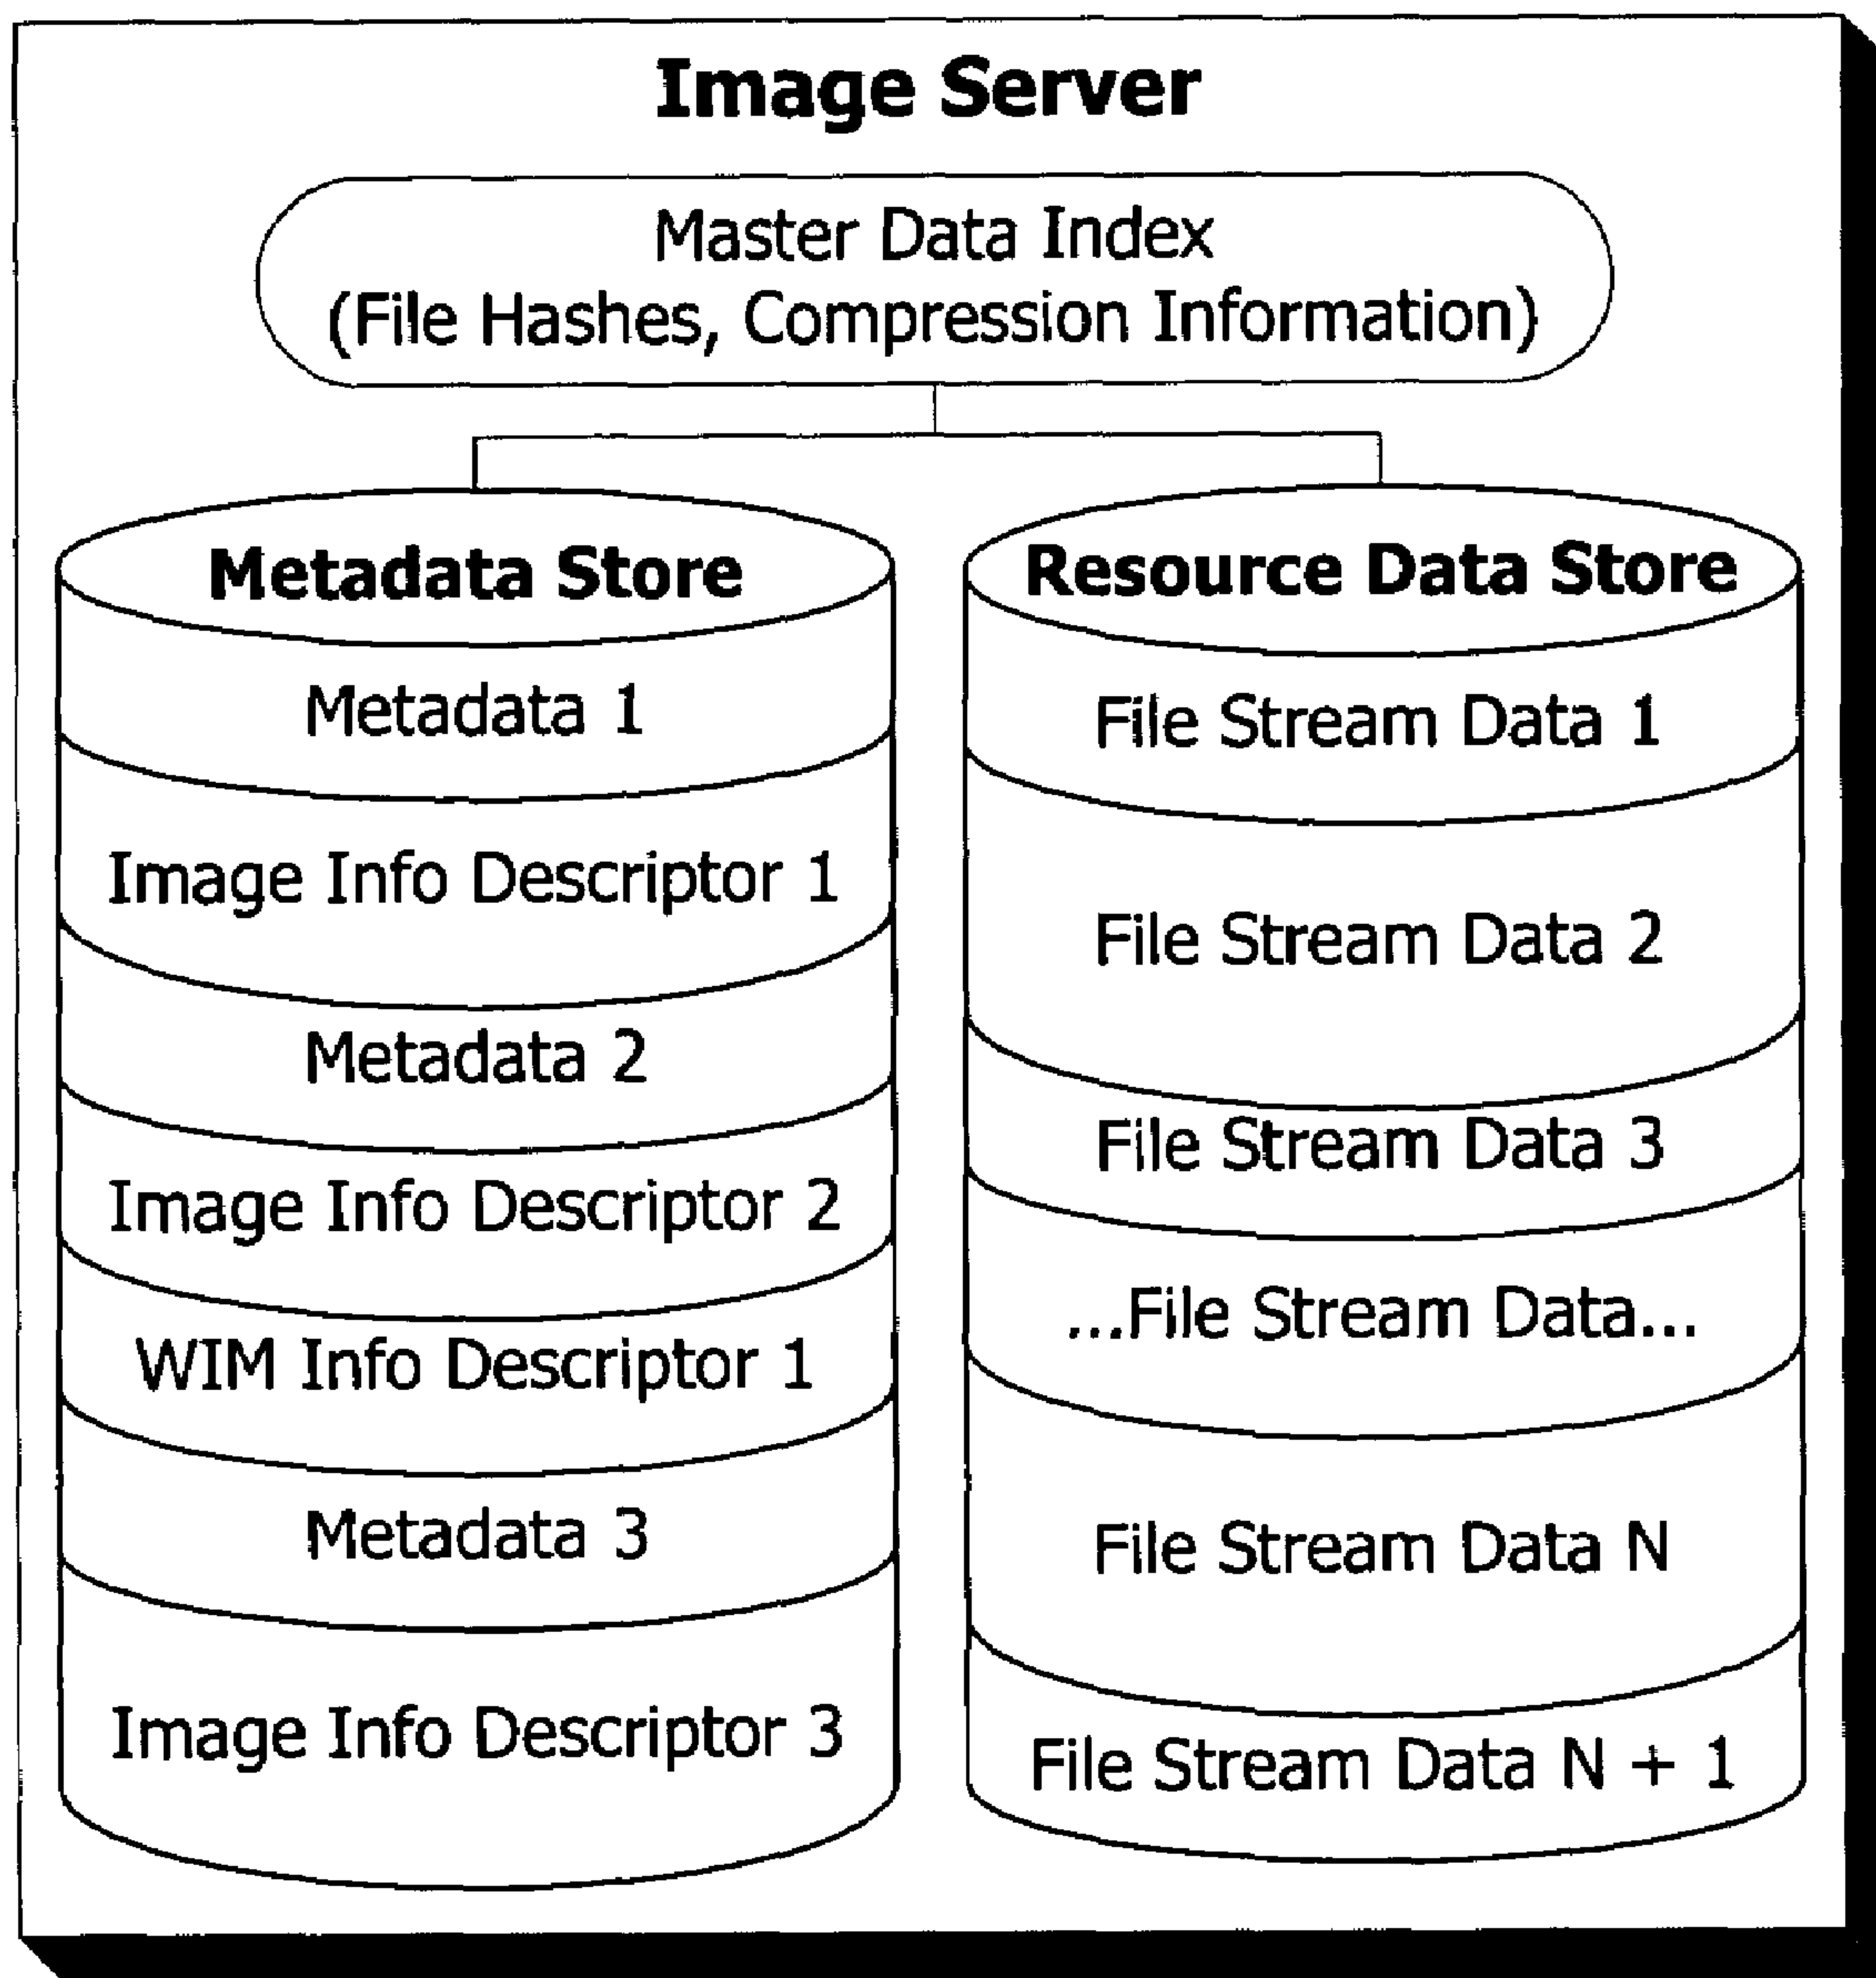 Image Server
Master Data Index
(File Hashes, Compression Information)
Metadata Store
Metadata 1
Image Info Descriptor 1
Metadata 2
Image Info Descriptor 2
WIM Info Descriptor 1
Metadata 3
Image Info Descriptor 3
Resource Data Store
File Stream Data 1
File Stream Data 2
File Stream Data 3
...File Stream Data...
File Stream Data N
File Stream Data N + 1